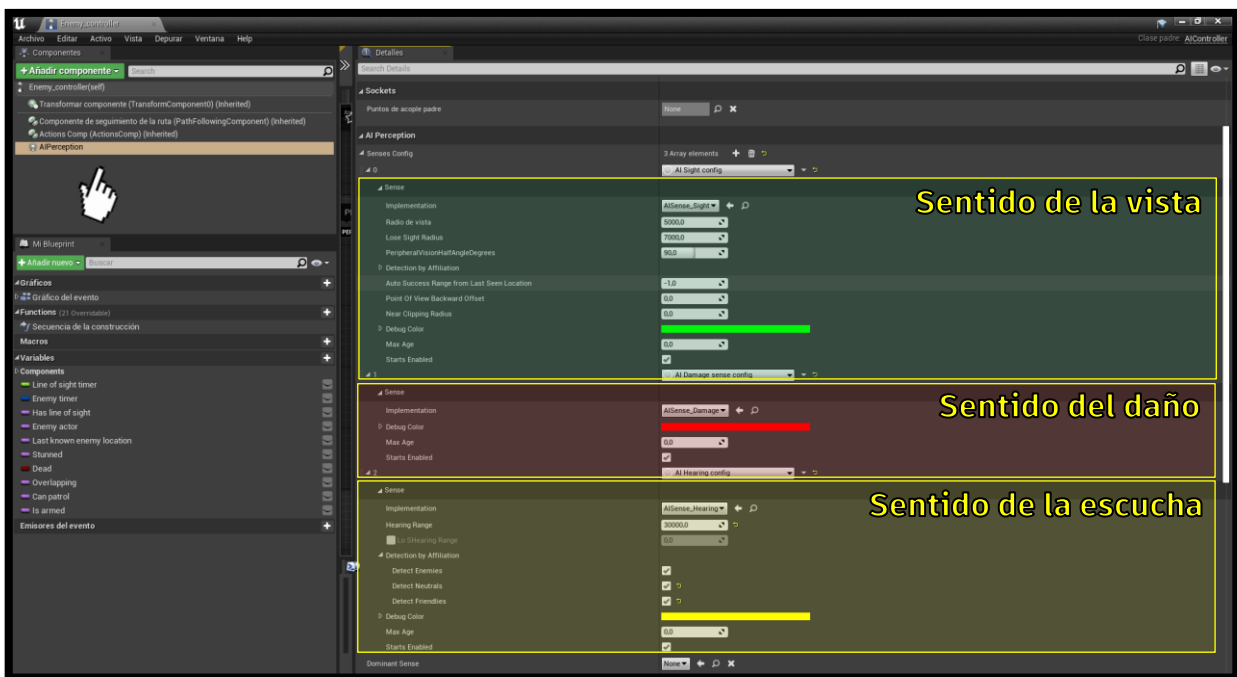 Enemy_controller
Archivo Editar Activo Vista Depurar Ventana Help
Clase padre: AIController
Componentes
+Añadir componente
Search
Enemy_controller(self)
Transformar componente (TransformComponent0) (Inherited)
Componente de seguimiento de la ruta (PathFollowingComponent) (Inherited)
Actions Comp (ActionsComp) (Inherited)
AIPerception
Mi Blueprint
+Añadir nuevo
Buscar
Gráficos
Gráfico del evento
Functions (21 Overridable)
Secuencia de la construcción
Macros
Variables
Components
Line of sight timer
Enemy timer
Has line of sight
Enemy actor
Last known enemy location
Stunned
Dead
Overlapping
Can patrol
Is armed
Emisores del evento
Detalles
Search Details
Sockets
Puntos de acople padre None
AI Perception
Senses Config 3 Array elements
0 AI Sight config
Sense
Sentido de la vista
Implementation AISense_Sight
Radio de vista 5000,0
Lose Sight Radius 7000,0
PeripheralVisionHalfAngleDegrees 90,0
Detection by Affiliation
Auto Success Range from Last Seen Location -1,0
Point Of View Backward Offset 0,0
Near Clipping Radius 0,0
Debug Color
Max Age 0,0
Starts Enabled
1 AI Damage sense config
Sense
Sentido del daño
Implementation AISense_Damage
Debug Color
Max Age 0,0
Starts Enabled
2 AI Hearing config
Sense
Sentido de la escucha
Implementation AISense_Hearing
Hearing Range 30000,0
Lo SHearing Range 0,0
Detection by Affiliation
Detect Enemies
Detect Neutrals
Detect Friendlies
Debug Color
Max Age 0,0
Starts Enabled
Dominant Sense None